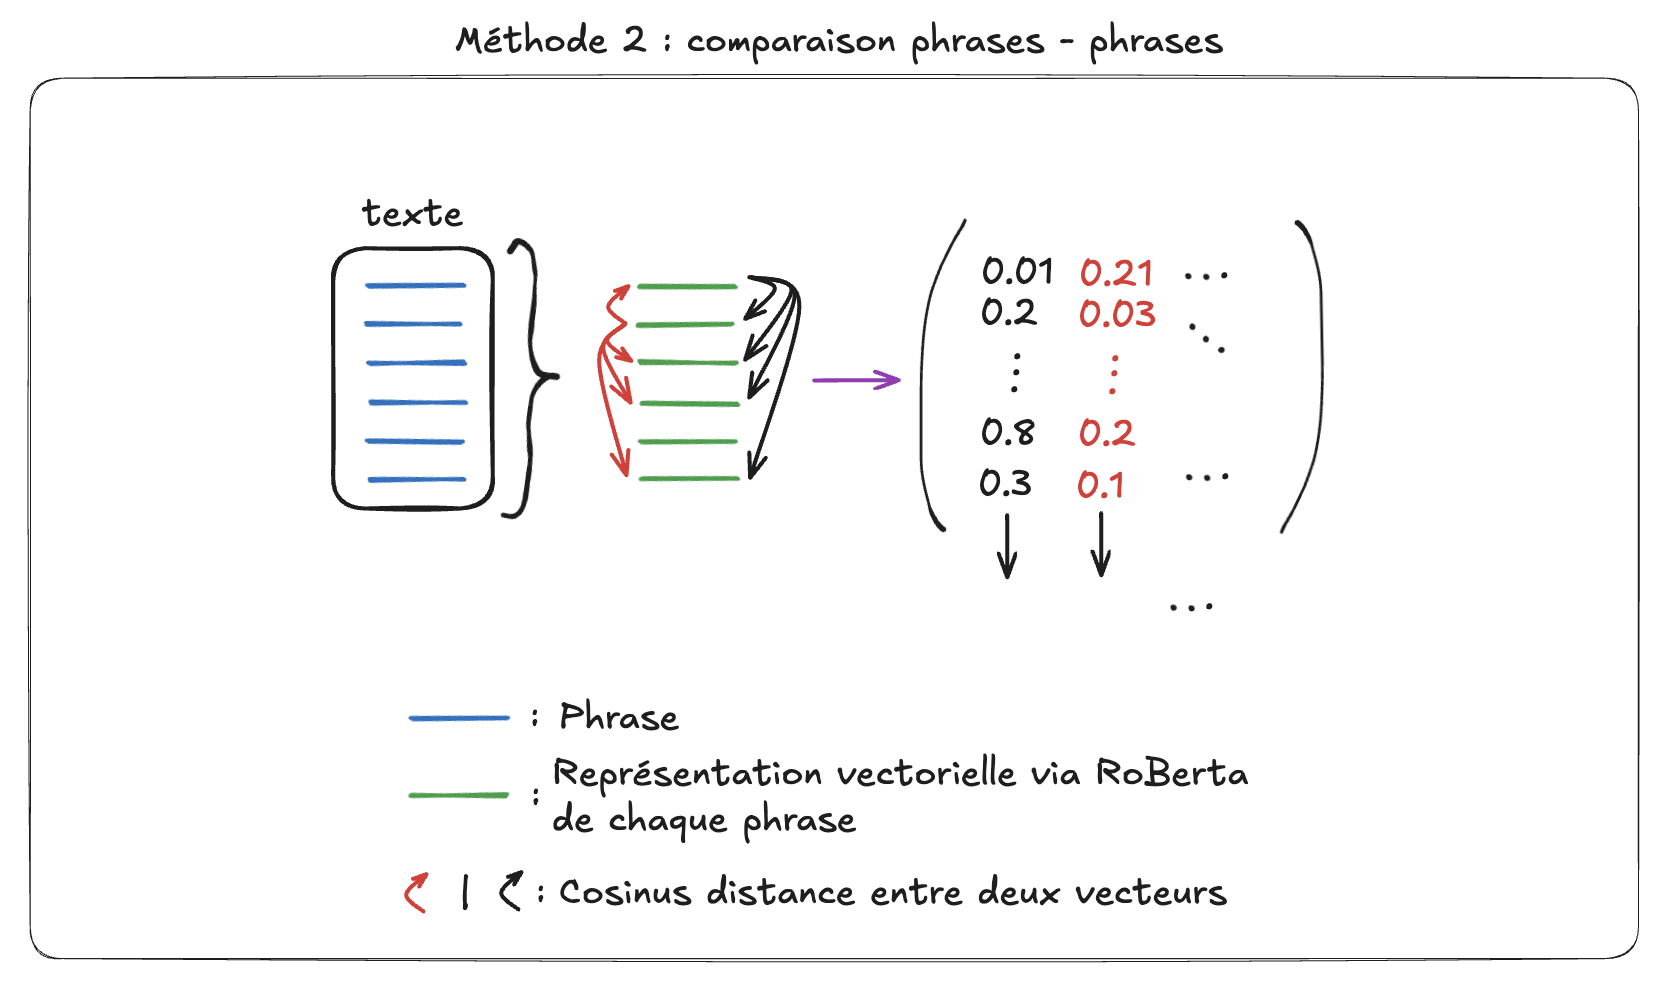 Méthode 2 : comparaison phrases - phrases
texte
0.01 0.21 ...
0.2 0.03
0.8 0.2
0.3 0.1 ...
...
: Phrase
: Représentation vectorielle via RoBerta
de chaque phrase
| : Cosinus distance entre deux vecteurs